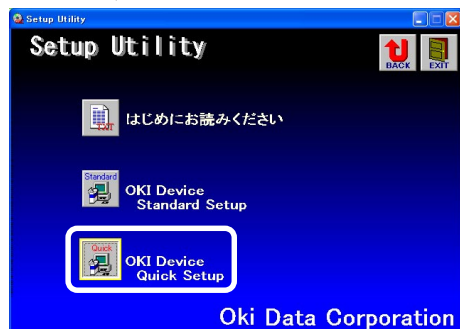 Setup Utility
Setup Utility
BACK EXIT
TXT
はじめにお読みください
Standard
OKI Device
Standard Setup
Quick
OKI Device
Quick Setup
Oki Data Corporation